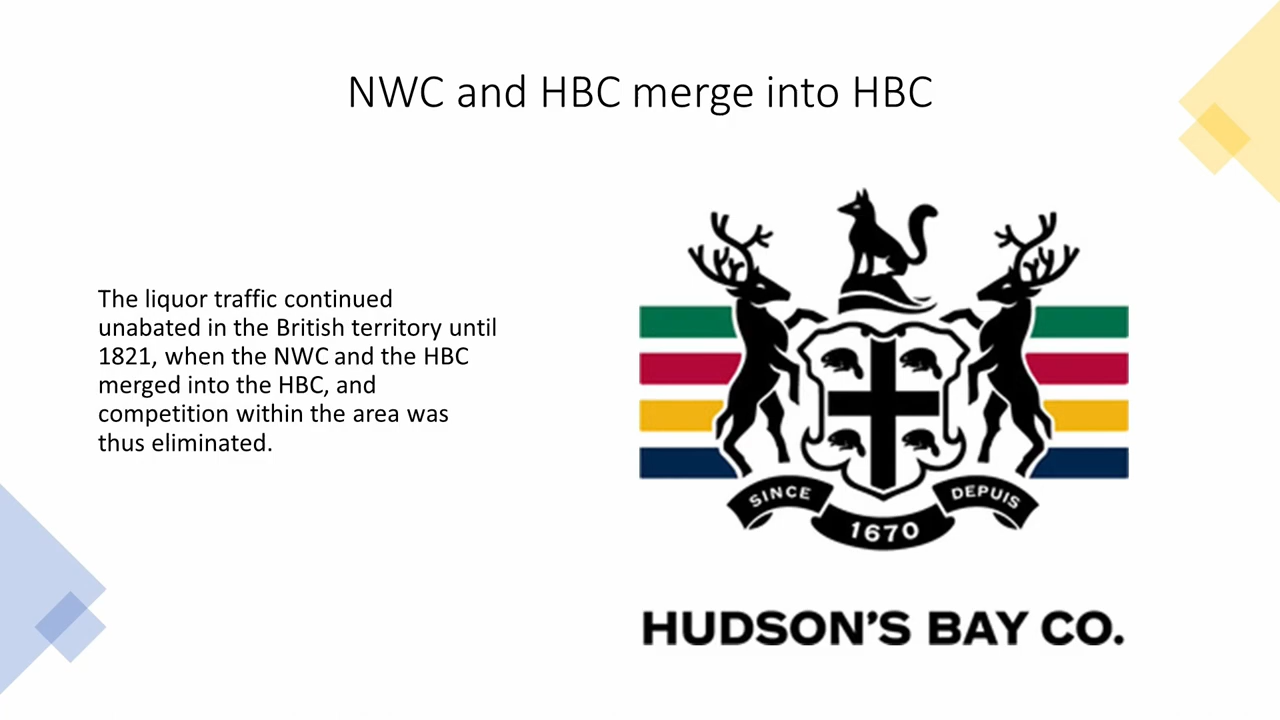 NWC and HBC merge into HBC
The liquor traffic continued
unabated in the British territory until
1821, when the NWC and the HBC
merged into the HBC, and
competition within the area was
thus eliminated.
SINCE
DEPUIS
1670
HUDSON'S BAY CO.